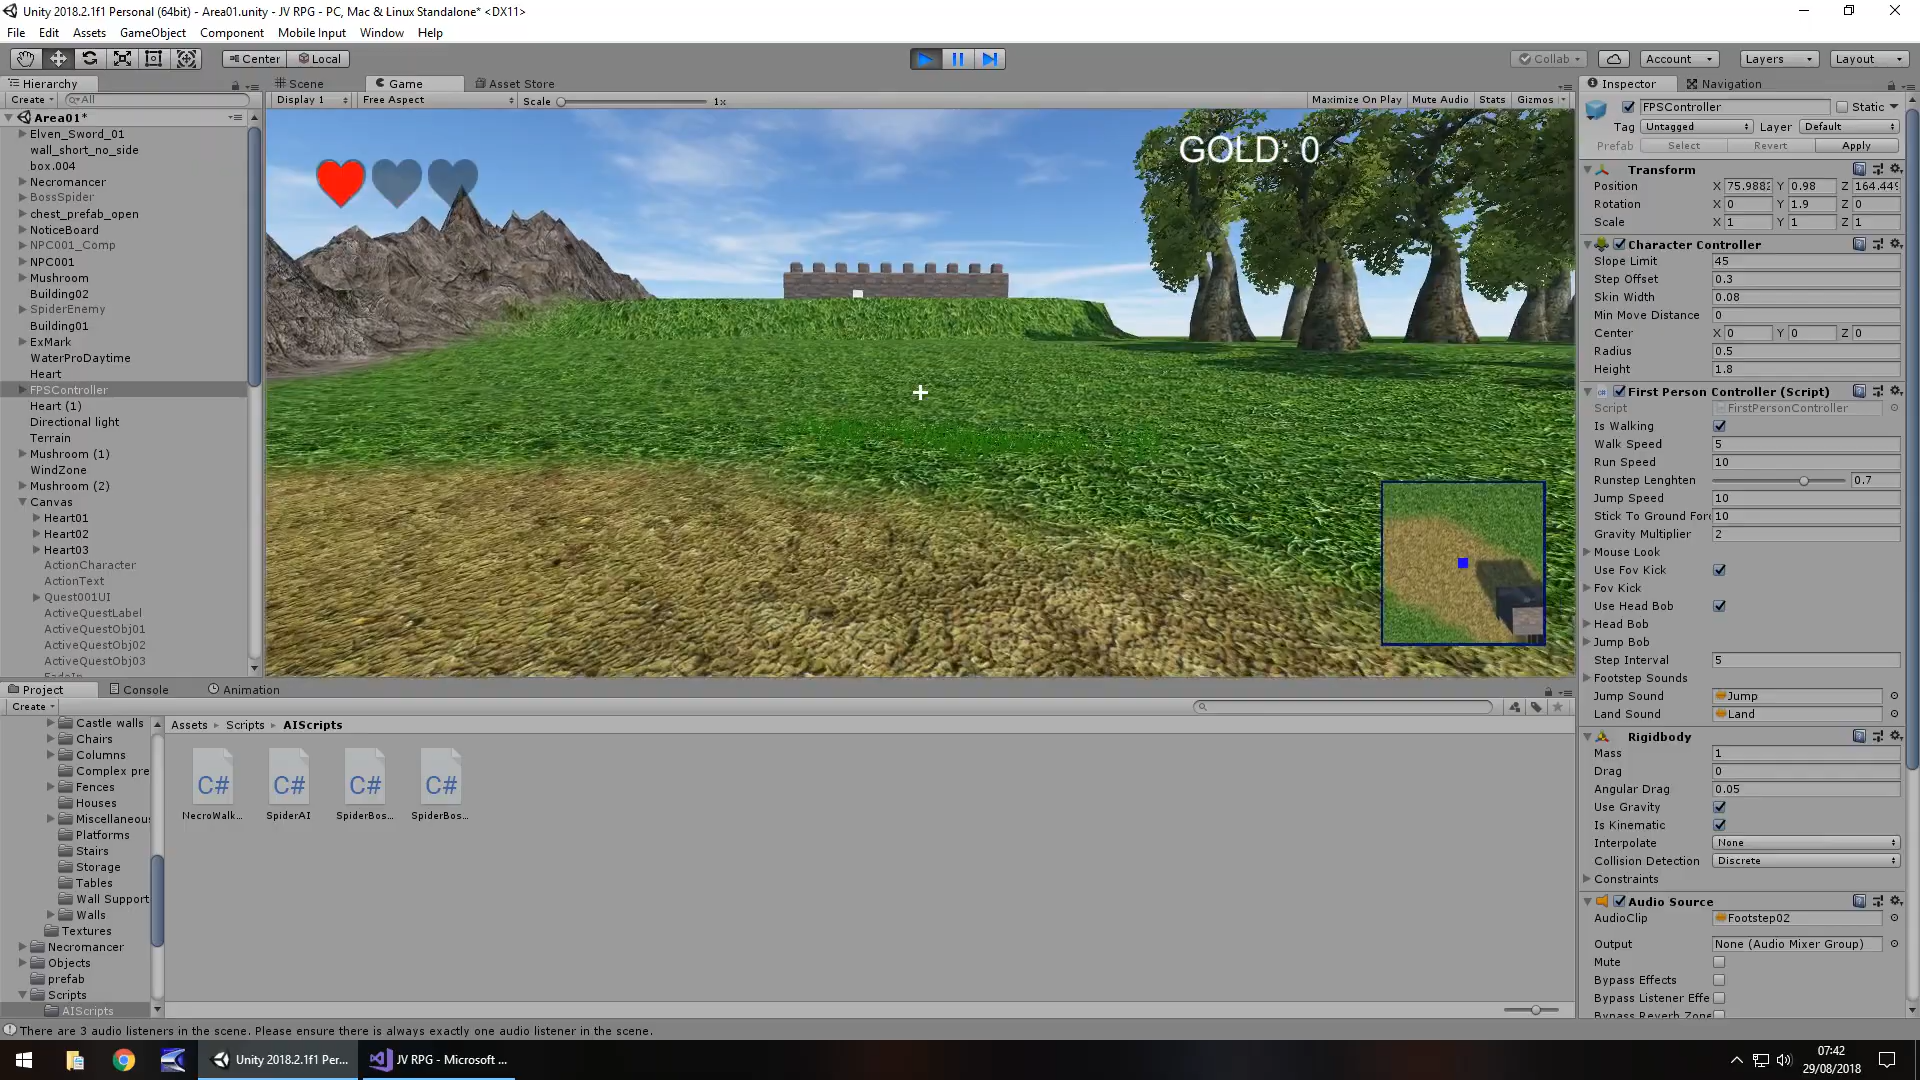 Unity 2018.2.1f1 Personal (64bit) - Area01.unity - JV RPG - PC, Mac & Linux Standalone* <DX11>
File Edit Assets GameObject Component Mobile Input Window Help
Center Local Collab Account Layers Layout
Hierarchy Scene Game Asset Store Inspector Navigation
Create All Display 1 Free Aspect Scale 1x Maximize On Play Mute Audio Stats Gizmos
Area01*
Elven_Sword_01
wall_short_no_side
box.004
Necromancer
BossSpider
chest_prefab_open
NoticeBoard
NPC001_Comp
NPC001
Mushroom
Building02
SpiderEnemy
Building01
ExMark
WaterProDaytime
Heart
FPSController
Heart (1)
Directional light
Terrain
Mushroom (1)
WindZone
Mushroom (2)
Canvas
Heart01
Heart02
Heart03
ActionCharacter
ActionText
Quest001UI
ActiveQuestLabel
ActiveQuestObj01
ActiveQuestObj02
ActiveQuestObj03
GOLD: 0
FPSController Static
Tag Untagged Layer Default
Prefab Select Revert Apply
Transform
Position X 75.9882 Y 0.98 Z 164.449
Rotation X 0 Y 1.9 Z 0
Scale X 1 Y 1 Z 1
Character Controller
Slope Limit 45
Step Offset 0.3
Skin Width 0.08
Min Move Distance 0
Center X 0 Y 0 Z 0
Radius 0.5
Height 1.8
First Person Controller (Script)
Script FirstPersonController
Is Walking
Walk Speed 5
Run Speed 10
Runstep Lenghten 0.7
Jump Speed 10
Stick To Ground For 10
Gravity Multiplier 2
Mouse Look
Use Fov Kick
Fov Kick
Use Head Bob
Head Bob
Jump Bob
Step Interval 5
Footstep Sounds
Jump Sound Jump
Land Sound Land
Rigidbody
Mass 1
Drag 0
Angular Drag 0.05
Use Gravity
Is Kinematic
Interpolate None
Collision Detection Discrete
Constraints
Audio Source
AudioClip Footstep02
Output None (Audio Mixer Group)
Mute
Bypass Effects
Bypass Listener Effe
Bypass Reverb Zone
Project Console Animation
Create
Castle walls
Chairs
Columns
Complex pre
Fences
Houses
Miscellaneous
Platforms
Stairs
Storage
Tables
Wall Support
Walls
Textures
Necromancer
Objects
prefab
Scripts
AIScripts
Assets Scripts AIScripts
C# C# C# C#
NecroWalk... SpiderAI SpiderBos... SpiderBos...
There are 3 audio listeners in the scene. Please ensure there is always exactly one audio listener in the scene.
Unity 2018.2.1f1 Per... JV RPG - Microsoft ...
07:42
29/08/2018